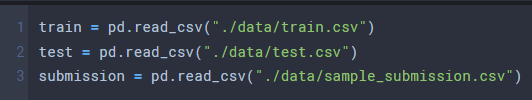 1 train = pd.read_csv("./data/train.csv")
2 test = pd.read_csv("./data/test.csv")
3 submission = pd.read_csv("./data/sample_submission.csv")